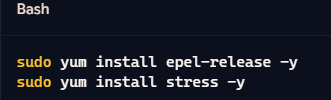 Bash
sudo yum install epel-release -y
sudo yum install stress -y